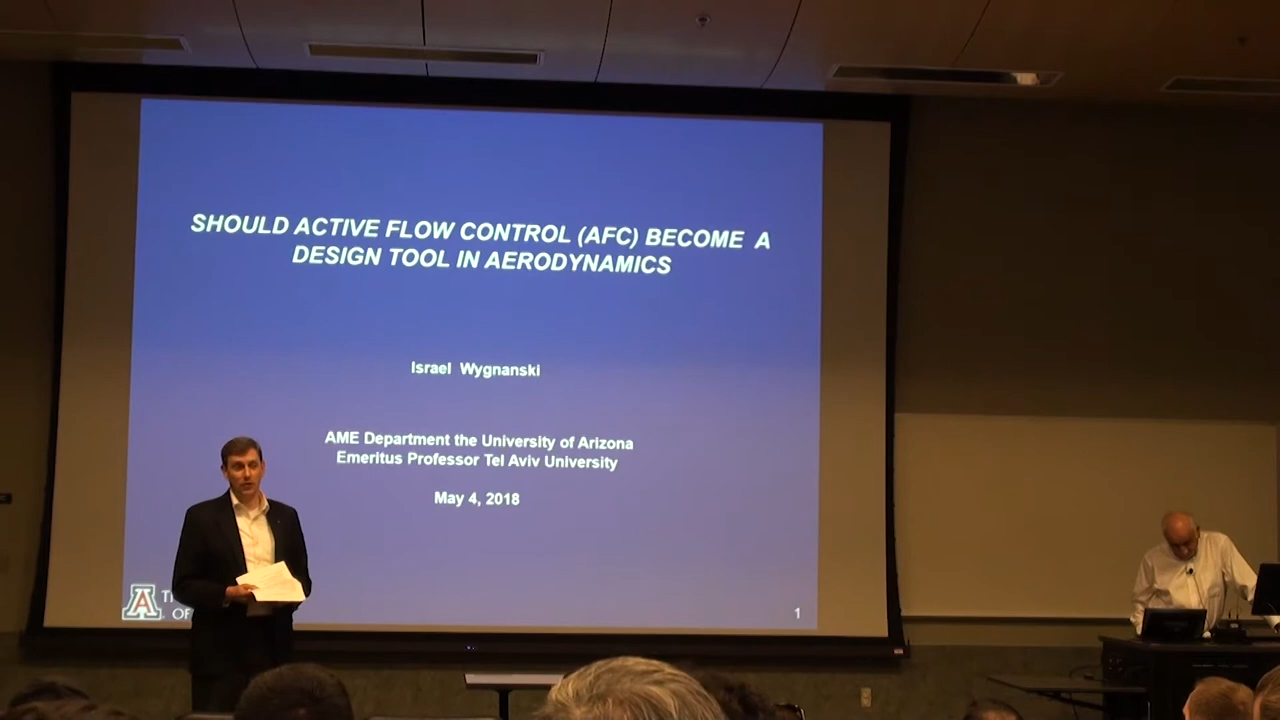 SHOULD ACTIVE FLOW CONTROL (AFC) BECOME A
DESIGN TOOL IN AERODYNAMICS
Israel Wygnanski
AME Department the University of Arizona
Emeritus Professor Tel Aviv University
May 4, 2018
A
OF
1